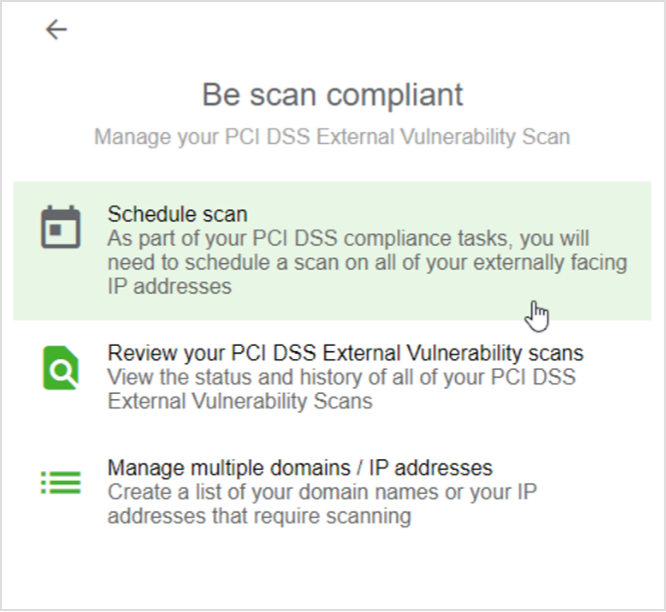 Be scan compliant
Manage your PCI DSS External Vulnerability Scan
Schedule scan
As part of your PCI DSS compliance tasks, you will
need to schedule a scan on all of your externally facing
IP addresses
Review your PCI DSS External Vulnerability scans
View the status and history of all of your PCI DSS
External Vulnerability Scans
Manage multiple domains / IP addresses
Create a list of your domain names or your IP
addresses that require scanning